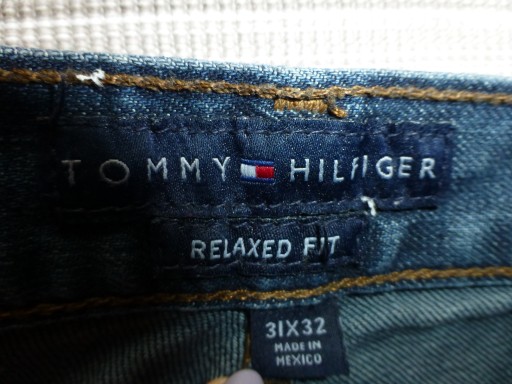 TOMMY HILFIGER
RELAXED FIT
31X32
MADE IN
MEXICO